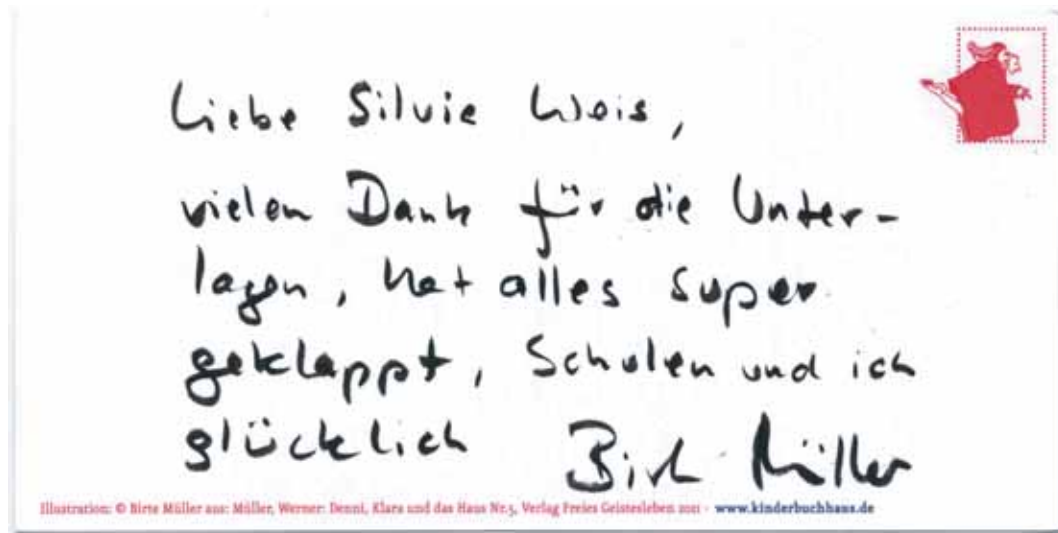 Liebe Silvie Weis,
vielen Dank für die Unter-
lagen, hat alles super
geklappt, Schulen und ich
glücklich Birte Müller
Illustration: © Birte Müller aus: Müller, Werner: Denni, Klara und das Haus Nr.5, Verlag Freies Geistesleben 2011 - www.kinderbuchhaus.de